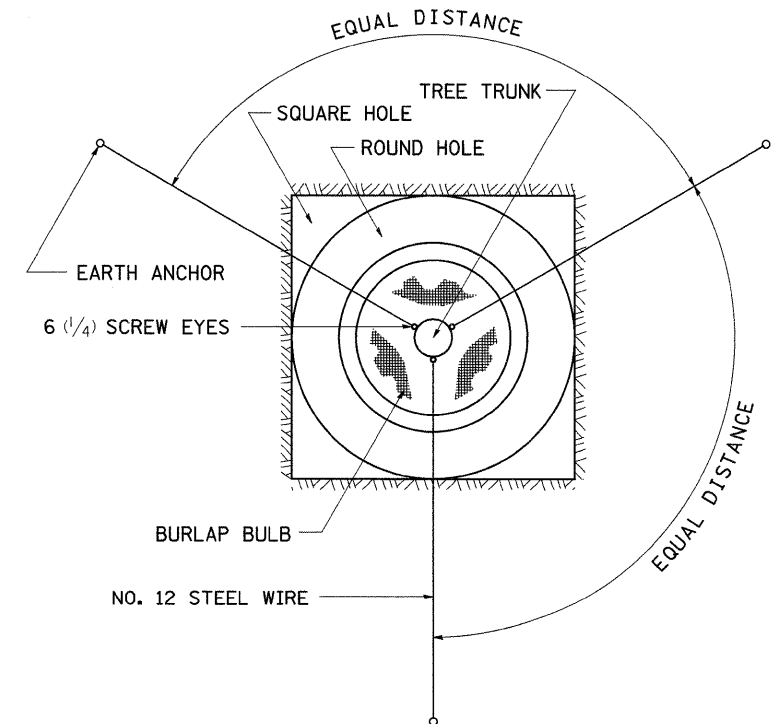 EQUAL DISTANCE
TREE TRUNK
SQUARE HOLE
ROUND HOLE
EARTH ANCHOR
6 (1/4) SCREW EYES
EQUAL DISTANCE
BURLAP BULB
NO. 12 STEEL WIRE